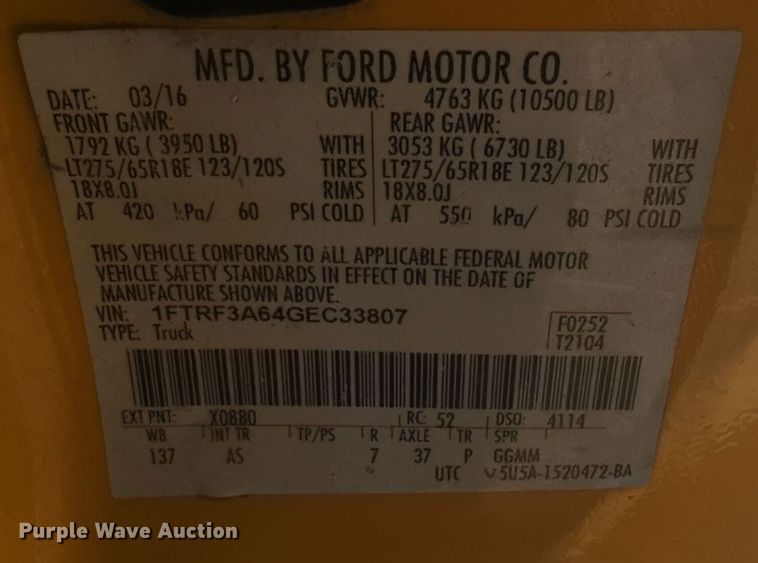 MFD. BY FORD MOTOR CO.
DATE: 03/16 GVWR: 4763 KG (10500 LB)
FRONT GAWR: REAR GAWR:
1792 KG ( 3950 LB) WITH 3053 KG ( 6730 LB) WITH
LT275/65R18E 123/120S TIRES LT275/65R18E 123/120S TIRES
18X8.0J RIMS 18X8.0J RIMS
AT 420 kPa/ 60 PSI COLD AT 550 kPa/ 80 PSI COLD
THIS VEHICLE CONFORMS TO ALL APPLICABLE FEDERAL MOTOR
VEHICLE SAFETY STANDARDS IN EFFECT ON THE DATE OF
MANUFACTURE SHOWN ABOVE.
VIN: 1FTRF3A64GEC33807
TYPE: Truck
F0252
T2104
EXT PNT: X0880 RC: 52 DSO: 4114
WB INT TR TP/PS R AXLE TR SPR
137 AS 7 37 P GGMM
UTC 5U5A-1520472-BA
Purple Wave Auction